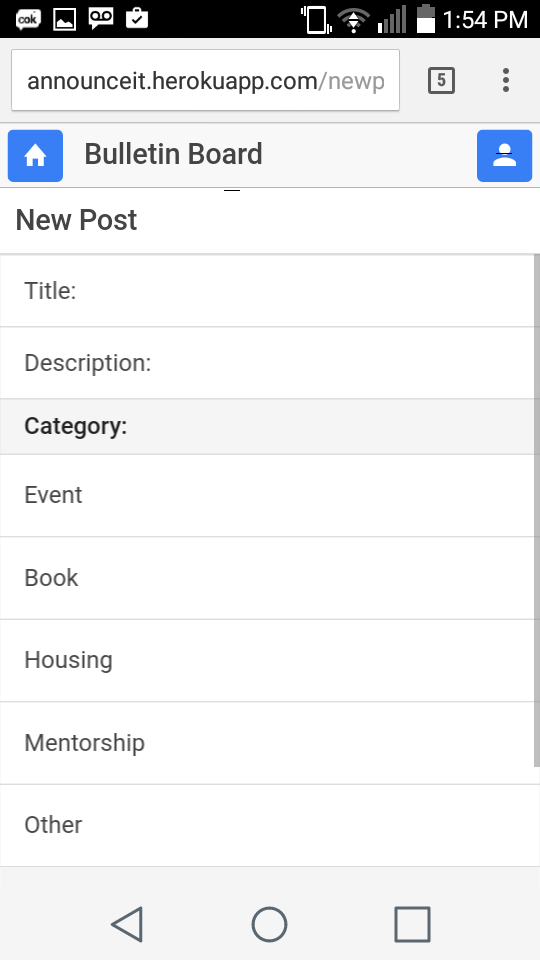 cok 1:54 PM
announceit.herokuapp.com/newp 5
Bulletin Board
New Post
Title:
Description:
Category:
Event
Book
Housing
Mentorship
Other